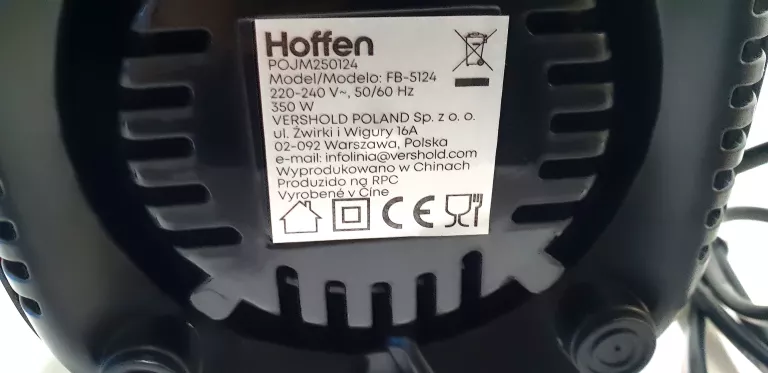 Hoffen
POJM250124
Model/Modelo: FB-5124
220-240 V~, 50/60 Hz
350 W
VERSHOLD POLAND Sp. z o. o.
ul. Żwirki i Wigury 16A
02-092 Warszawa, Polska
e-mail: infolinia@vershold.com
Wyprodukowano w Chinach
Produzido na RPC
Vyrobené v Číne
CE